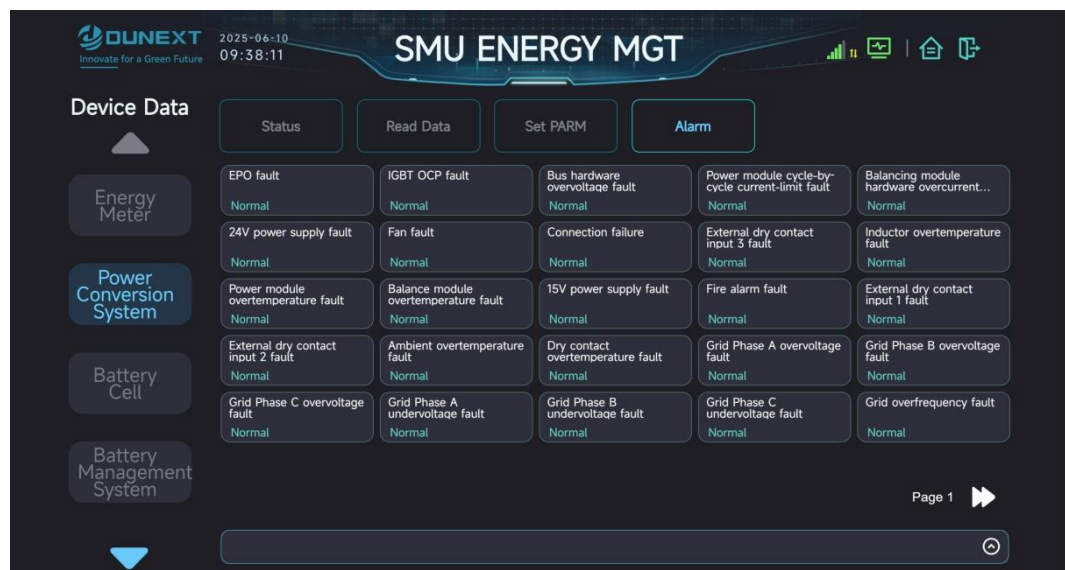 DUNEXT
Innovate for a Green Future
2025-06-10
09:38:11
SMU ENERGY MGT
Device Data
Status
Read Data
Set PARM
Alarm
Energy
Meter
Power
Conversion
System
Battery
Cell
Battery
Management
System
EPO fault
Normal
IGBT OCP fault
Normal
Bus hardware
overvoltage fault
Normal
Power module cycle-by-
cycle current-limit fault
Normal
Balancing module
hardware overcurrent...
Normal
24V power supply fault
Normal
Fan fault
Normal
Connection failure
Normal
External dry contact
input 3 fault
Normal
Inductor overtemperature
fault
Normal
Power module
overtemperature fault
Normal
Balance module
overtemperature fault
Normal
15V power supply fault
Normal
Fire alarm fault
Normal
External dry contact
input 1 fault
Normal
External dry contact
input 2 fault
Normal
Ambient overtemperature
fault
Normal
Dry contact
overtemperature fault
Normal
Grid Phase A overvoltage
fault
Normal
Grid Phase B overvoltage
fault
Normal
Grid Phase C overvoltage
fault
Normal
Grid Phase A
undervoltage fault
Normal
Grid Phase B
undervoltage fault
Normal
Grid Phase C
undervoltage fault
Normal
Grid overfrequency fault
Normal
Page 1